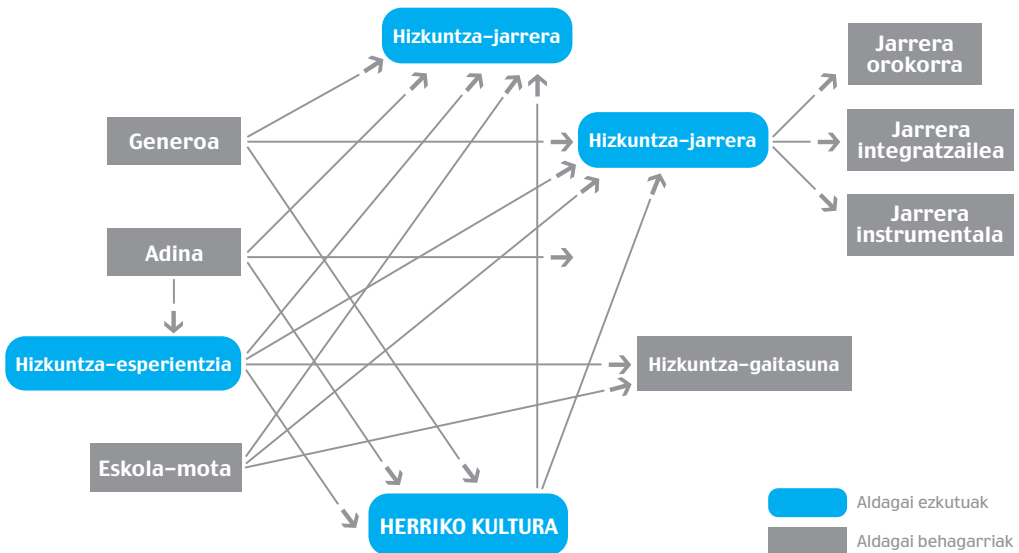 Hizkuntza-jarrera
Jarrera
orokorra
Generoa
Hizkuntza-jarrera
Jarrera
integratzailea
Jarrera
instrumentala
Adina
Hizkuntza-esperientzia
Hizkuntza-gaitasuna
Eskola-mota
HERRIKO KULTURA
Aldagai ezkutuak
Aldagai behagarriak